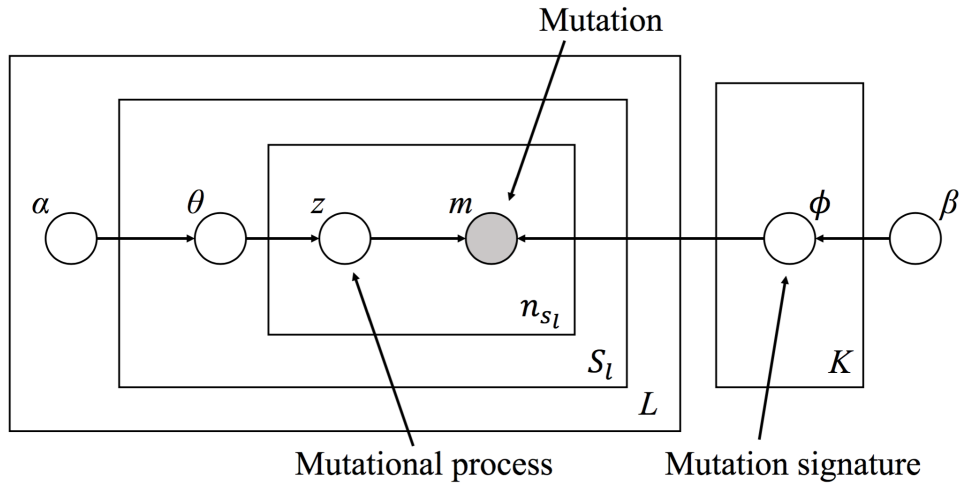 Mutation
α θ z m ϕ β
n_{s_l}
S_l K
L
Mutational process Mutation signature